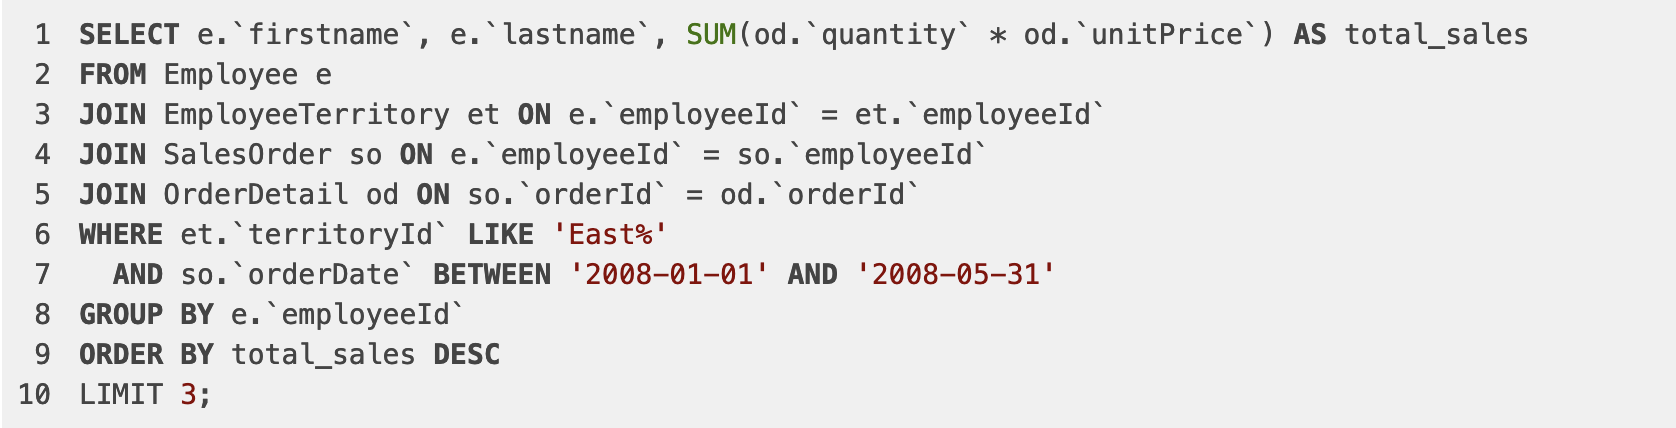 1 SELECT e.`firstname`, e.`lastname`, SUM(od.`quantity` * od.`unitPrice`) AS total_sales
2 FROM Employee e
3 JOIN EmployeeTerritory et ON e.`employeeId` = et.`employeeId`
4 JOIN SalesOrder so ON e.`employeeId` = so.`employeeId`
5 JOIN OrderDetail od ON so.`orderId` = od.`orderId`
6 WHERE et.`territoryId` LIKE 'East%'
7   AND so.`orderDate` BETWEEN '2008-01-01' AND '2008-05-31'
8 GROUP BY e.`employeeId`
9 ORDER BY total_sales DESC
10 LIMIT 3;